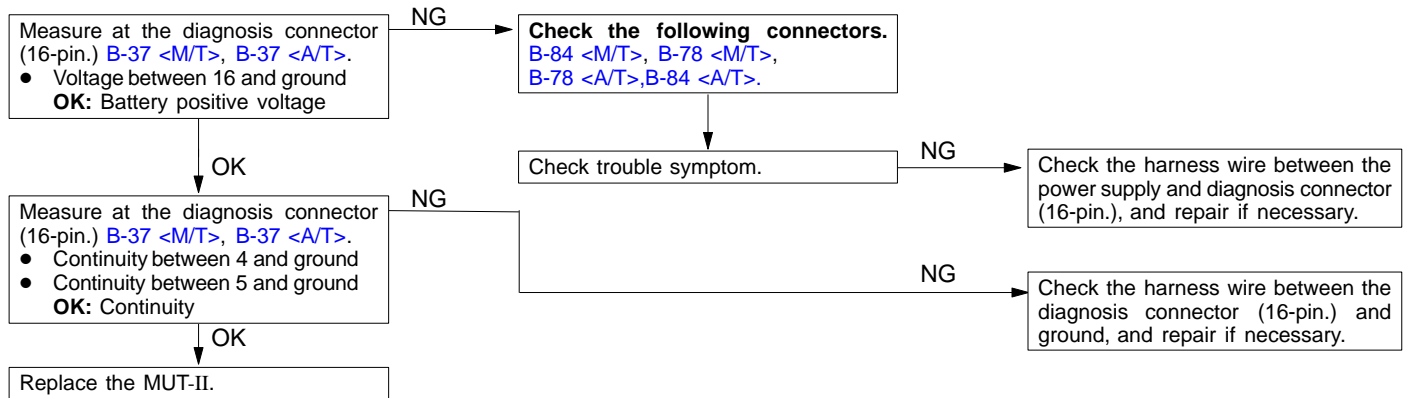 Measure at the diagnosis connector
(16-pin.) B-37 <M/T>, B-37 <A/T>.
● Voltage between 16 and ground
OK: Battery positive voltage
NG
Check the following connectors.
B-84 <M/T>, B-78 <M/T>,
B-78 <A/T>,B-84 <A/T>.
OK
Check trouble symptom.
NG
Check the harness wire between the
power supply and diagnosis connector
(16-pin.), and repair if necessary.
Measure at the diagnosis connector
(16-pin.) B-37 <M/T>, B-37 <A/T>.
● Continuity between 4 and ground
● Continuity between 5 and ground
OK: Continuity
NG
NG
Check the harness wire between the
diagnosis connector (16-pin.) and
ground, and repair if necessary.
OK
Replace the MUT-II.